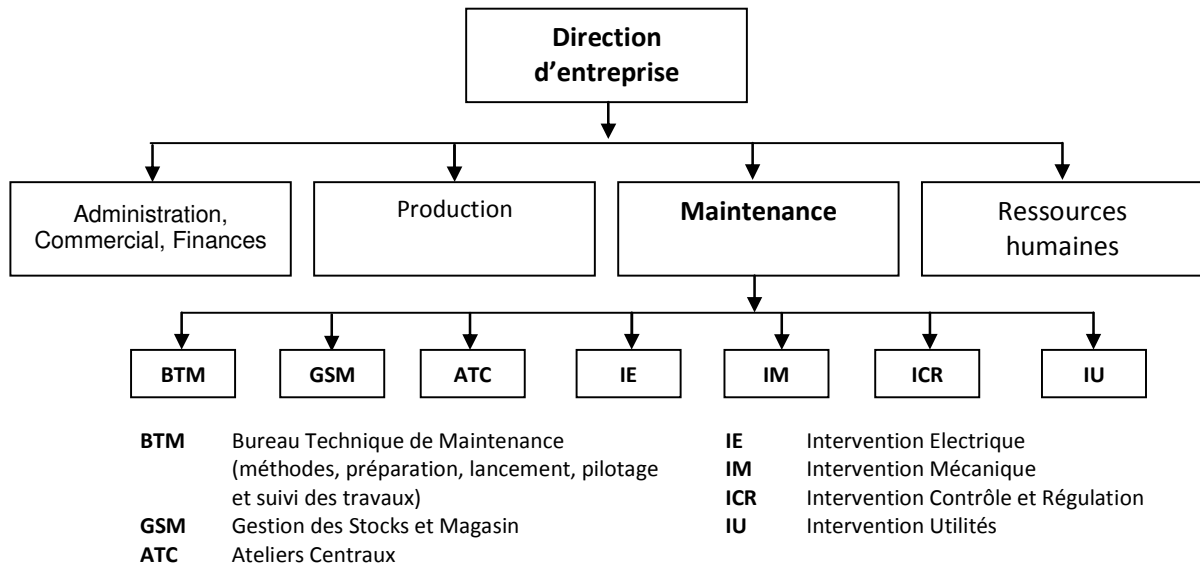 Direction
d’entreprise
Administration,
Commercial, Finances
Production
Maintenance
Ressources
humaines
BTM
GSM
ATC
IE
IM
ICR
IU
BTM Bureau Technique de Maintenance
(méthodes, préparation, lancement, pilotage
et suivi des travaux)
GSM Gestion des Stocks et Magasin
ATC Ateliers Centraux
IE Intervention Electrique
IM Intervention Mécanique
ICR Intervention Contrôle et Régulation
IU Intervention Utilités